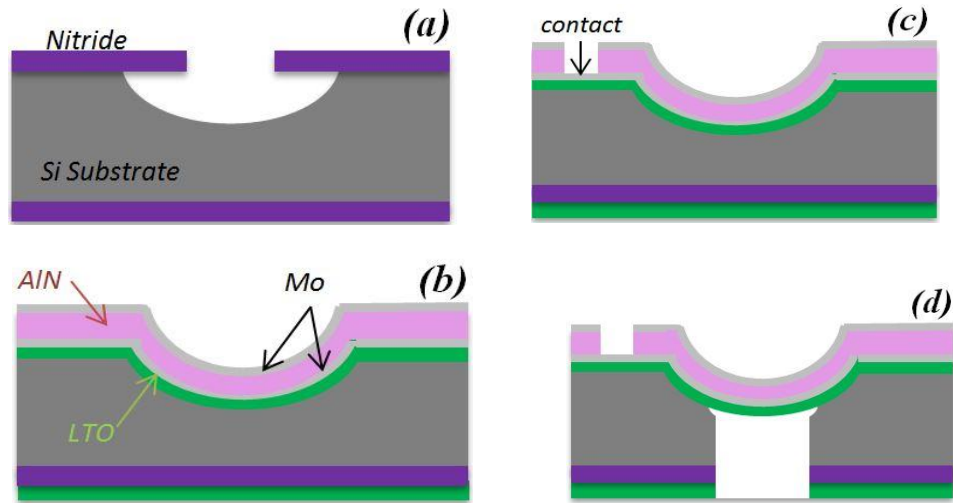 Nitride
(a)
Si Substrate
contact
(c)
AlN
Mo
(b)
LTO
(d)